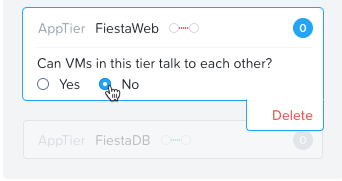 AppTier FiestaWeb 0
Can VMs in this tier talk to each other?
Yes No
Delete
AppTier FiestaDB 0